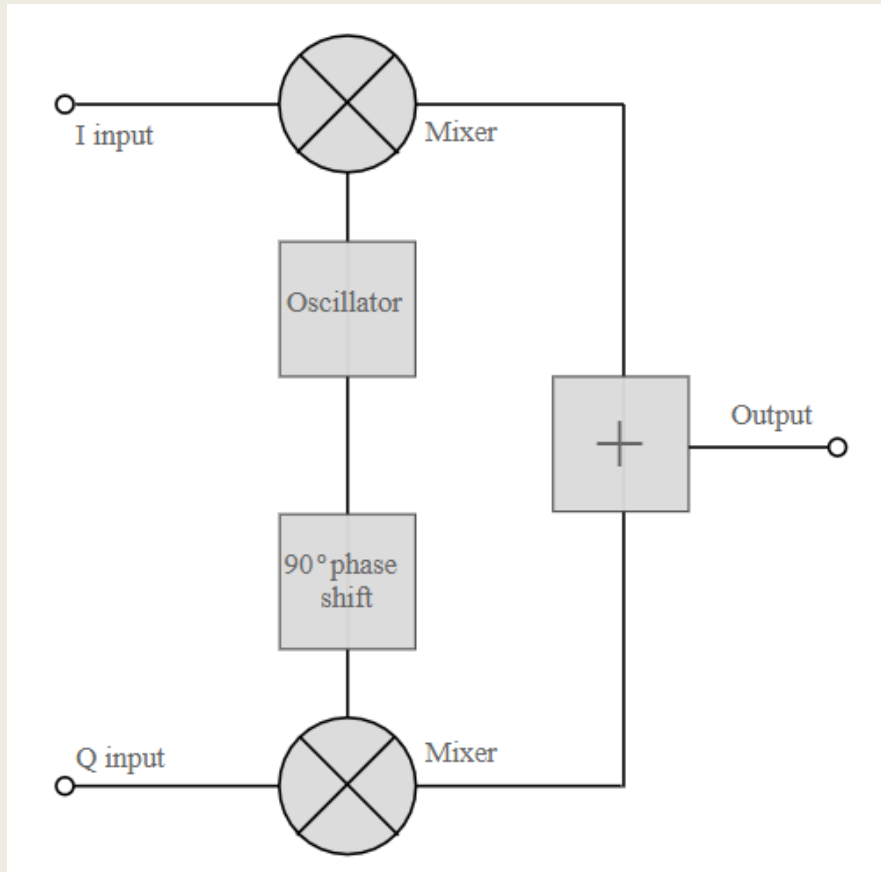 I input
Mixer
Oscillator
+
Output
90°phase
shift
Q input
Mixer